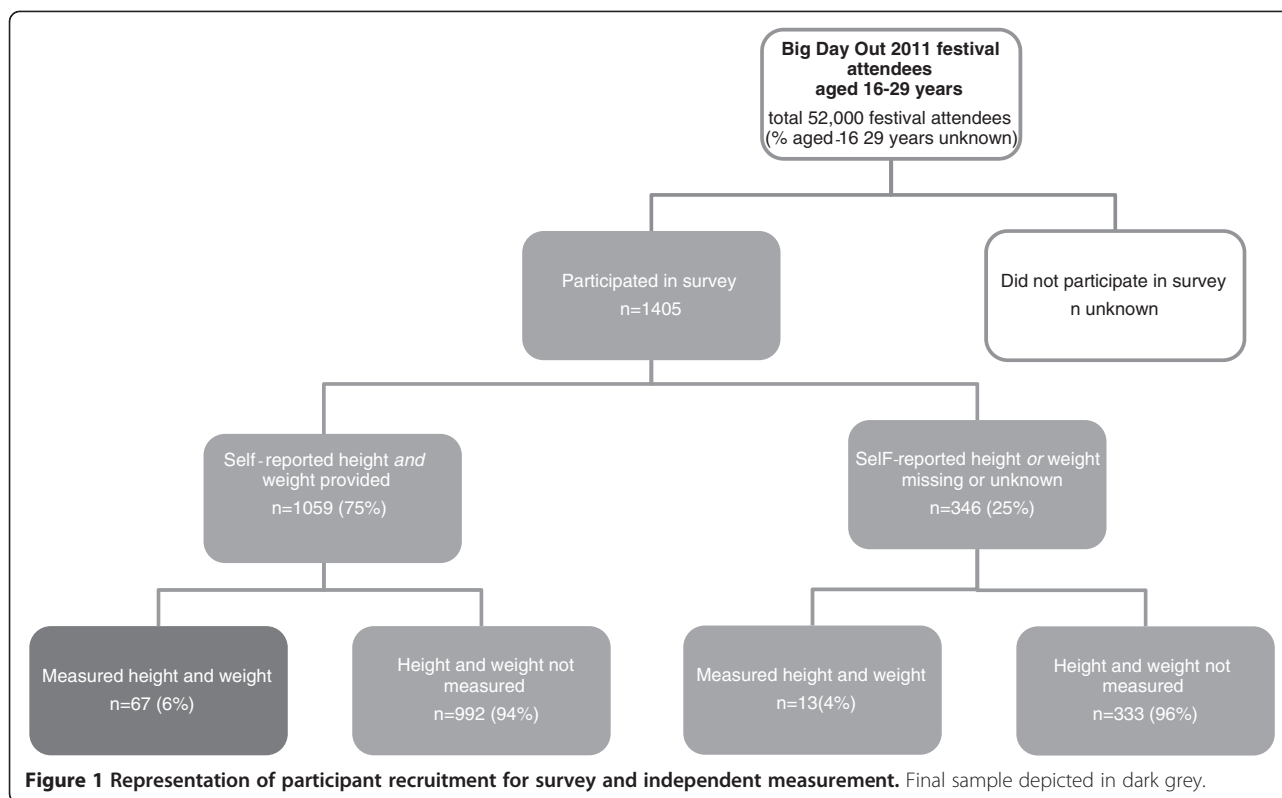 Big Day Out 2011 festival
attendees
aged 16-29 years
total 52,000 festival attendees
(% aged-16 29 years unknown)
Participated in survey
n=1405
Did not participate in survey
n unknown
Self-reported height and
weight provided
n=1059 (75%)
SelF-reported height or weight
missing or unknown
n=346 (25%)
Measured height and weight
n=67 (6%)
Height and weight not
measured
n=992 (94%)
Measured height and weight
n=13(4%)
Height and weight not
measured
n=333 (96%)
Figure 1 Representation of participant recruitment for survey and independent measurement. Final sample depicted in dark grey.